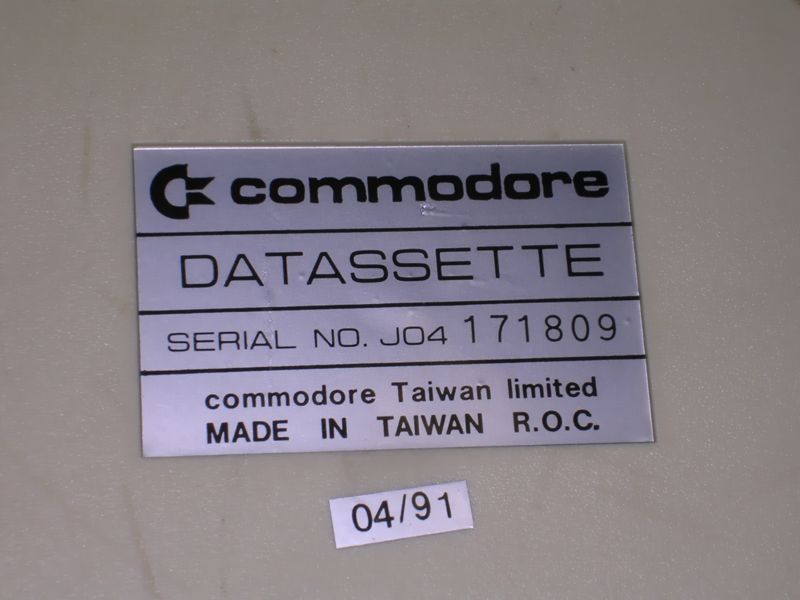 commodore
DATASSETTE
SERIAL NO. J04 171809
commodore Taiwan limited
MADE IN TAIWAN R.O.C.
04/91